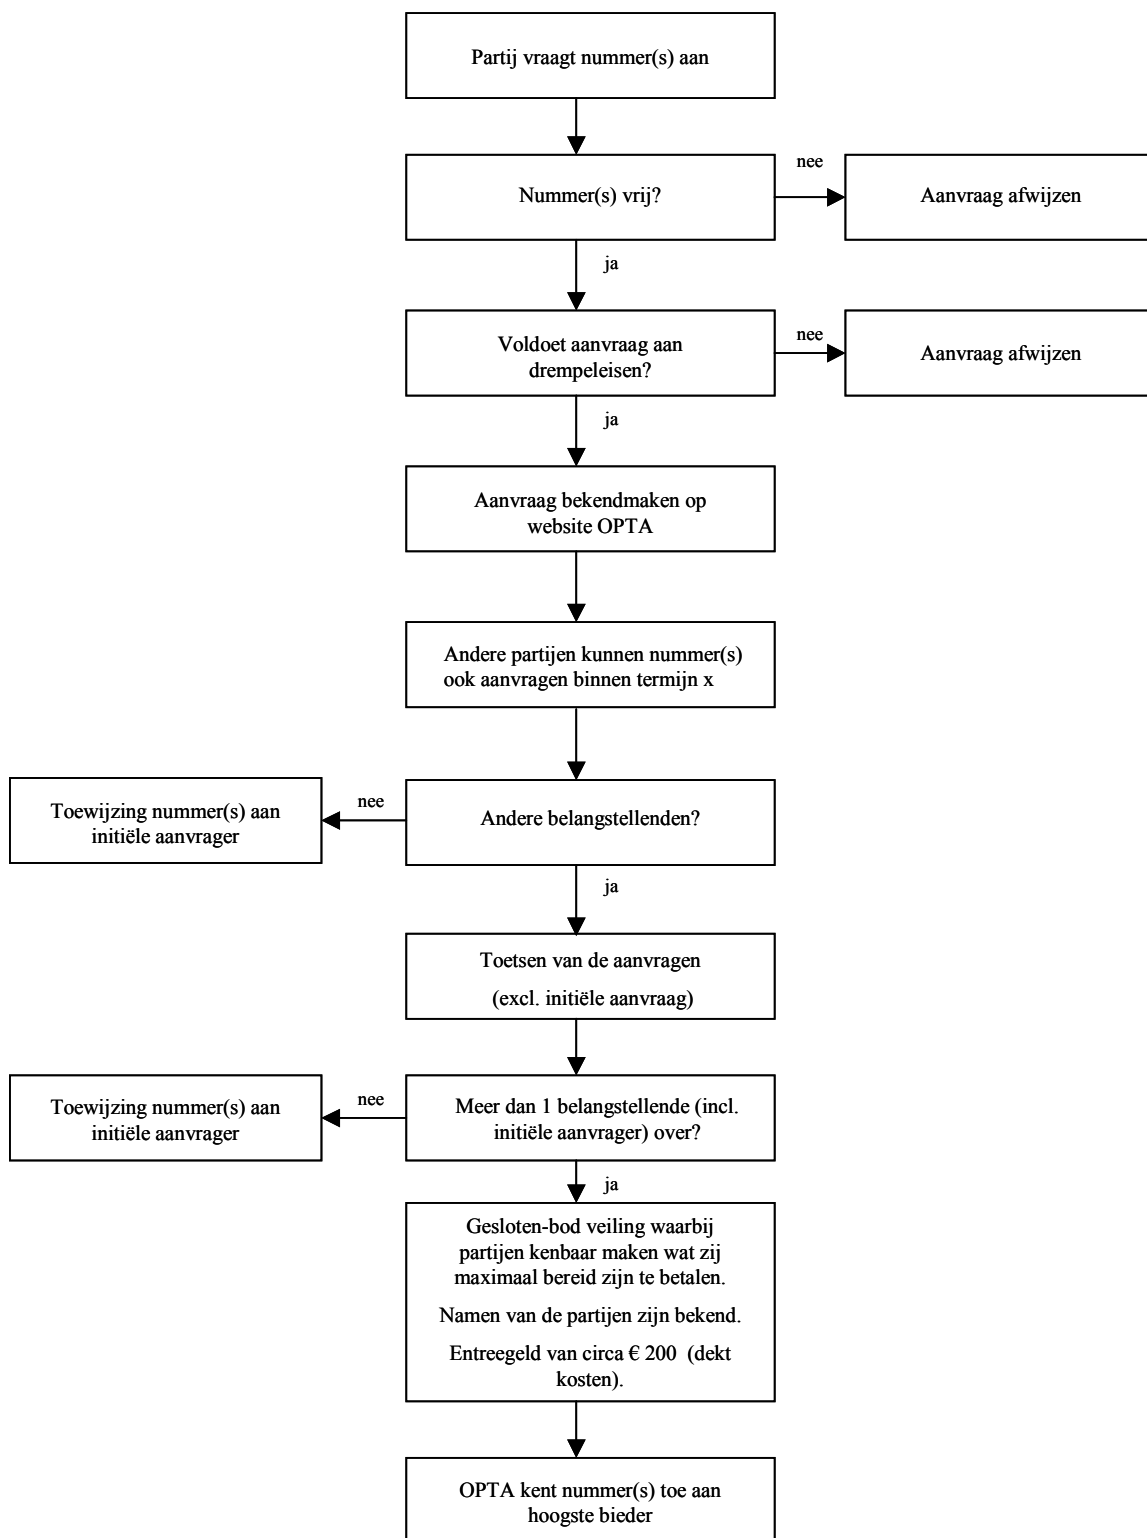 Partij vraagt nummer(s) aan
Nummer(s) vrij?
nee
Aanvraag afwijzen
ja
Voldoet aanvraag aan
drempeleisen?
nee
Aanvraag afwijzen
ja
Aanvraag bekendmaken op
website OPTA
Andere partijen kunnen nummer(s)
ook aanvragen binnen termijn x
Toewijzing nummer(s) aan
initiële aanvrager
nee
Andere belangstellenden?
ja
Toetsen van de aanvragen
(excl. initiële aanvraag)
Toewijzing nummer(s) aan
initiële aanvrager
nee
Meer dan 1 belangstellende (incl.
initiële aanvrager) over?
ja
Gesloten-bod veiling waarbij
partijen kenbaar maken wat zij
maximaal bereid zijn te betalen.
Namen van de partijen zijn bekend.
Entreegeld van circa € 200 (dekt
kosten).
OPTA kent nummer(s) toe aan
hoogste bieder